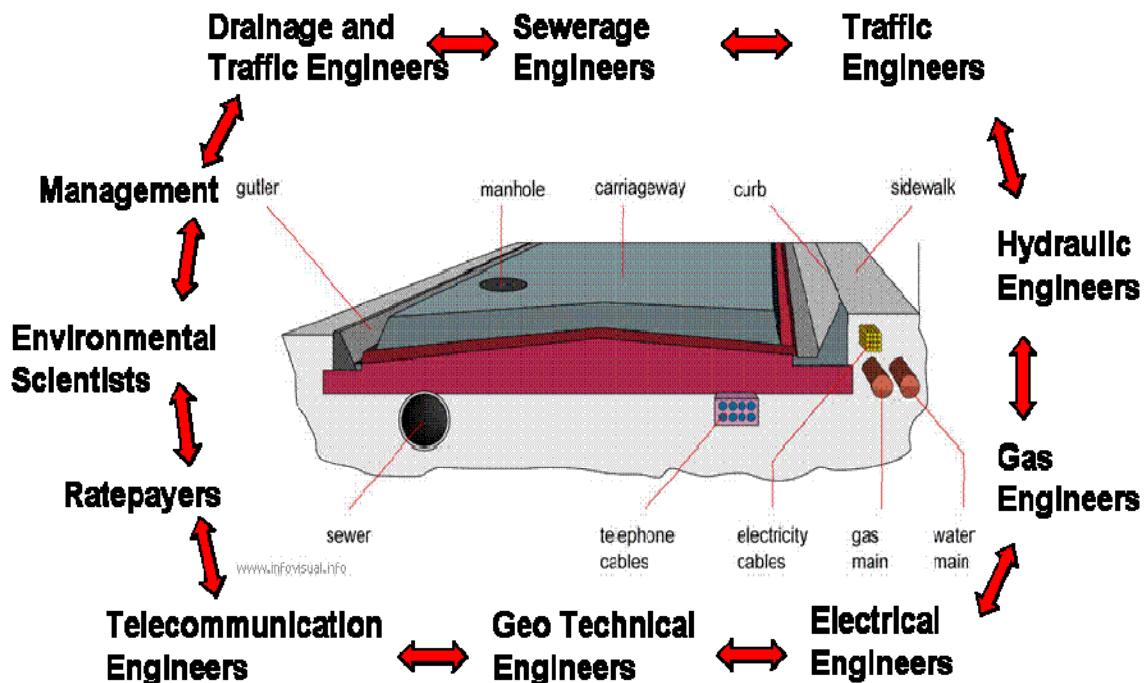 Drainage and
Traffic Engineers
Sewerage
Engineers
Traffic
Engineers
Management
gutler
manhole
carriageway
curb
sidewalk
Hydraulic
Engineers
Environmental
Scientists
Gas
Engineers
Ratepayers
sewer
telephone
cables
electricity
cables
gas
main
water
main
www.infovisual.info
Telecommunication
Engineers
Geo Technical
Engineers
Electrical
Engineers